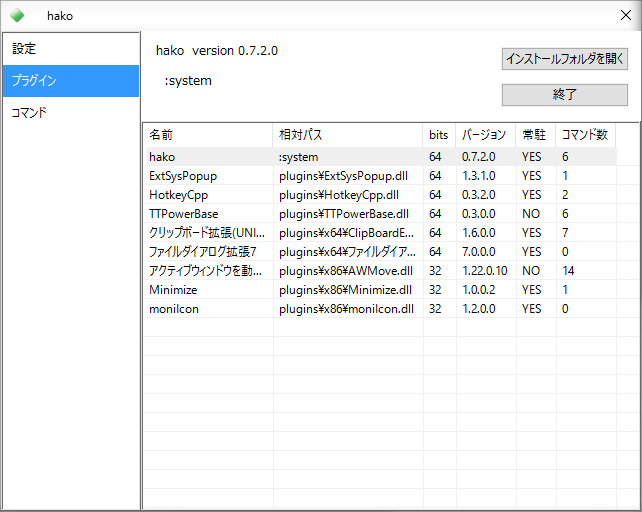 hako
設定
プラグイン
コマンド
hako version 0.7.2.0
:system
インストールフォルダを開く
終了
名前 相対パス bits バージョン 常駐 コマンド数
hako :system 64 0.7.2.0 YES 6
ExtSysPopup plugins¥ExtSysPopup.dll 64 1.3.1.0 YES 1
HotkeyCpp plugins¥HotkeyCpp.dll 64 0.3.2.0 YES 2
TTPowerBase plugins¥TTPowerBase.dll 64 0.3.0.0 NO 6
クリップボード拡張(UNI... plugins¥x64¥ClipBoardE... 64 1.6.0.0 YES 7
ファイルダイアログ拡張7 plugins¥x64¥ファイルダイア... 64 7.0.0.0 YES 0
アクティブウィンドウを動... plugins¥x86¥AWMove.dll 32 1.22.0.10 NO 14
Minimize plugins¥x86¥Minimize.dll 32 1.0.0.2 YES 1
moniIcon plugins¥x86¥moniIcon.dll 32 1.2.0.0 YES 0